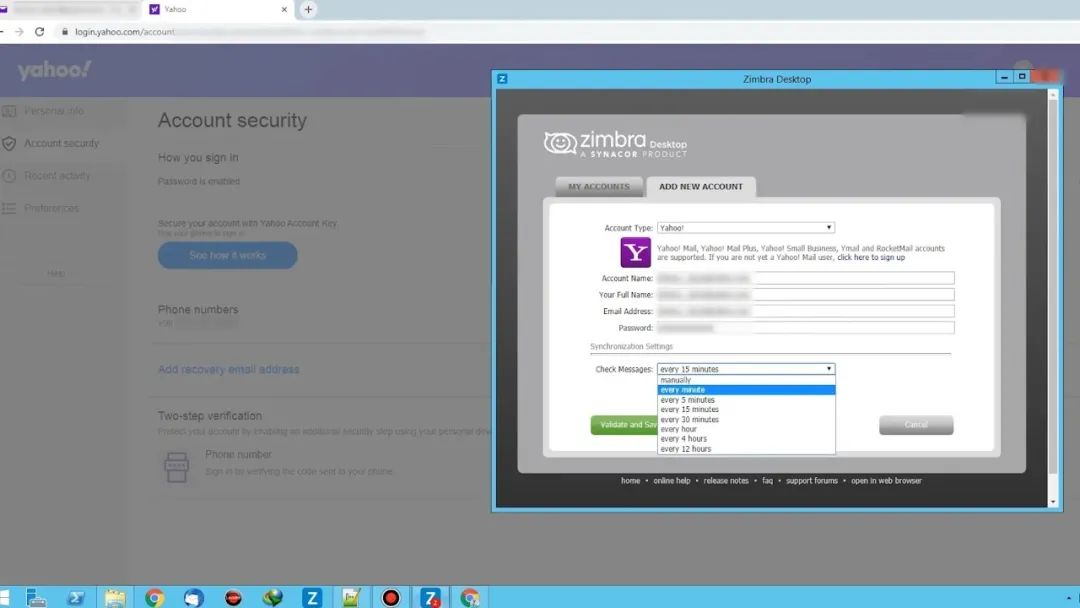 Yahoo
login.yahoo.com/account
yahoo!
Personal info
Account security
Recent activity
Preferences
Help
Account security
How you sign in
Password is enabled
Secure your account with Yahoo Account Key
See how it works
Phone numbers
Add recovery email address
Two-step verification
Protect your account by enabling an additional security step using your personal
Phone number
Sign in by verifying the code sent to your phone.
Zimbra Desktop
zimbra Desktop
A SYNACOR PRODUCT
MY ACCOUNTS
ADD NEW ACCOUNT
Account Type: Yahoo!
Yahoo! Mail, Yahoo! Mail Plus, Yahoo! Small Business, Ymail and RocketMail accounts
are supported. If you are not yet a Yahoo! Mail user, click here to sign up
Account Name:
Your Full Name:
Email Address:
Password:
Synchronization Settings
Check Messages: every 15 minutes
manually
every minute
every 5 minutes
every 15 minutes
every 30 minutes
every hour
every 4 hours
every 12 hours
Validate and Sav
Cancel
home • online help • release notes • faq • support forums • open in web browser